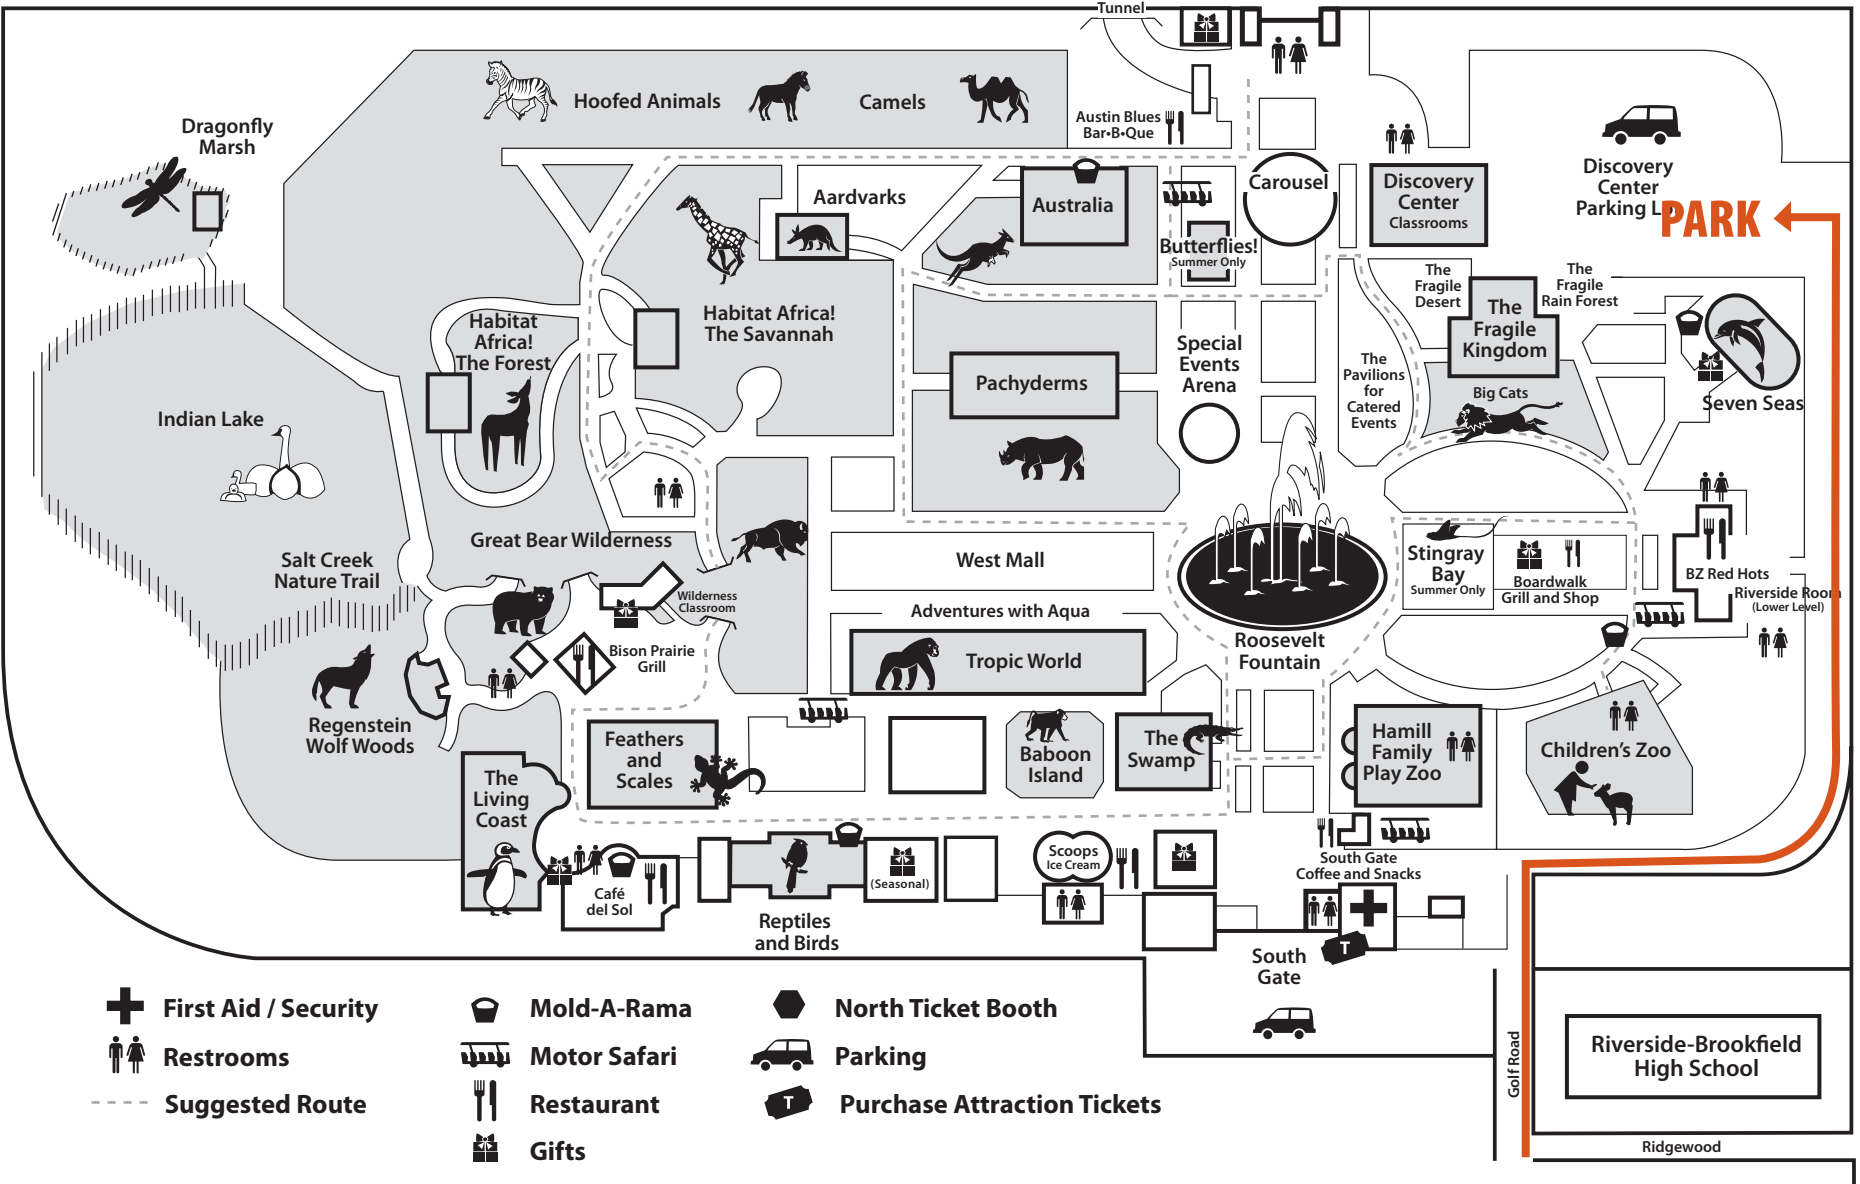 Tunnel
Austin Blues
Bar•B•Que
Hoofed Animals
Camels
Dragonfly
Marsh
Discovery
Center
Parking L
PARK
Carousel
Discovery
Center
Classrooms
Aardvarks
Australia
Butterflies!
Summer Only
The
Fragile
Desert
The
Fragile
Rain Forest
The
Fragile
Kingdom
Habitat
Africa!
The Forest
Habitat Africa!
The Savannah
Special
Events
Arena
The
Pavilions
for
Catered
Events
Big Cats
Seven Seas
Pachyderms
Indian Lake
Great Bear Wilderness
Salt Creek
Nature Trail
West Mall
Stingray
Bay
Summer Only
Boardwalk
Grill and Shop
BZ Red Hots
Riverside Room
(Lower Level)
Wilderness
Classroom
Adventures with Aqua
Roosevelt
Fountain
Bison Prairie
Grill
Tropic World
Regenstein
Wolf Woods
Feathers
and
Scales
Baboon
Island
The
Swamp
Hamill
Family
Play Zoo
Children's Zoo
The
Living
Coast
Café
del Sol
(Seasonal)
Scoops
Ice Cream
South Gate
Coffee and Snacks
Reptiles
and Birds
South
Gate
T
First Aid / Security
Mold-A-Rama
North Ticket Booth
Restrooms
Motor Safari
Parking
Suggested Route
Restaurant
T
Purchase Attraction Tickets
Gifts
Golf Road
Riverside-Brookfield
High School
Ridgewood